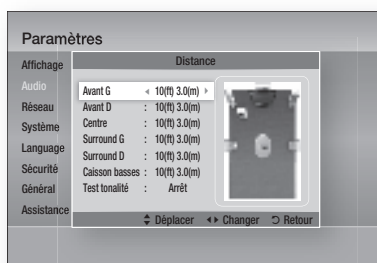 Paramètres
Distance
Affichage
Audio
Réseau
Système
Language
Sécurité
Général
Assistance
Avant G ◄ 10(ft) 3.0(m) ►
Avant D : 10(ft) 3.0(m)
Centre : 10(ft) 3.0(m)
Surround G : 10(ft) 3.0(m)
Surround D : 10(ft) 3.0(m)
Caisson basses : 10(ft) 3.0(m)
Test tonalité : Arrêt
Déplacer Changer Retour